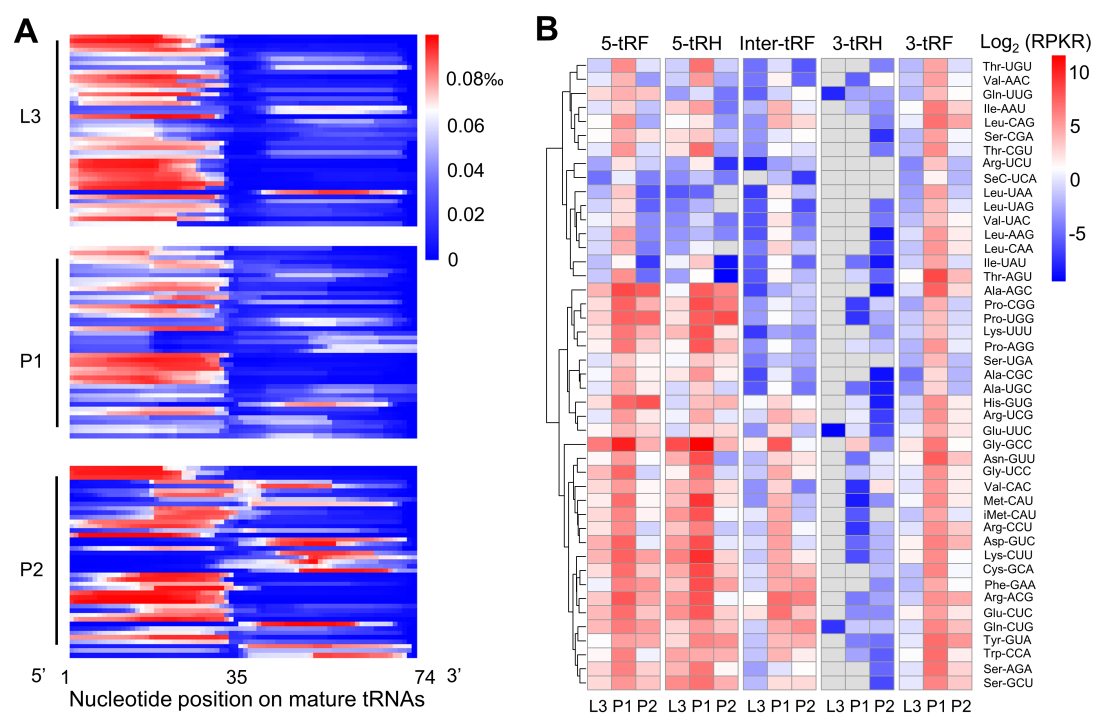 A
L3
P1
P2
0.08‰
0.06
0.04
0.02
0
5’ 1 35 74 3’
Nucleotide position on mature tRNAs
B
5-tRF 5-tRH Inter-tRF 3-tRH 3-tRF Log2 (RPKR)
Thr-UGU
Val-AAC
Gln-UUG
Ile-AAU
Leu-CAG
Ser-CGA
Thr-CGU
Arg-UCU
SeC-UCA
Leu-UAA
Leu-UAG
Val-UAC
Leu-AAG
Leu-CAA
Ile-UAU
Thr-AGU
Ala-AGC
Pro-CGG
Pro-UGG
Lys-UUU
Pro-AGG
Ser-UGA
Ala-CGC
Ala-UGC
His-GUG
Arg-UCG
Glu-UUC
Gly-GCC
Asn-GUU
Gly-UCC
Val-CAC
Met-CAU
iMet-CAU
Arg-CCU
Asp-GUC
Lys-CUU
Cys-GCA
Phe-GAA
Arg-ACG
Glu-CUC
Gln-CUG
Tyr-GUA
Trp-CCA
Ser-AGA
Ser-GCU
10
5
0
-5
L3 P1 P2 L3 P1 P2 L3 P1 P2 L3 P1 P2 L3 P1 P2